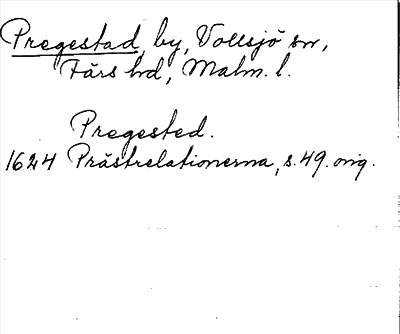 Pregestad, by, Vollsjö sn,
Färs hd, Malm. l.
Pregested.
1624 Prästrelationerna, s. 49. orig.